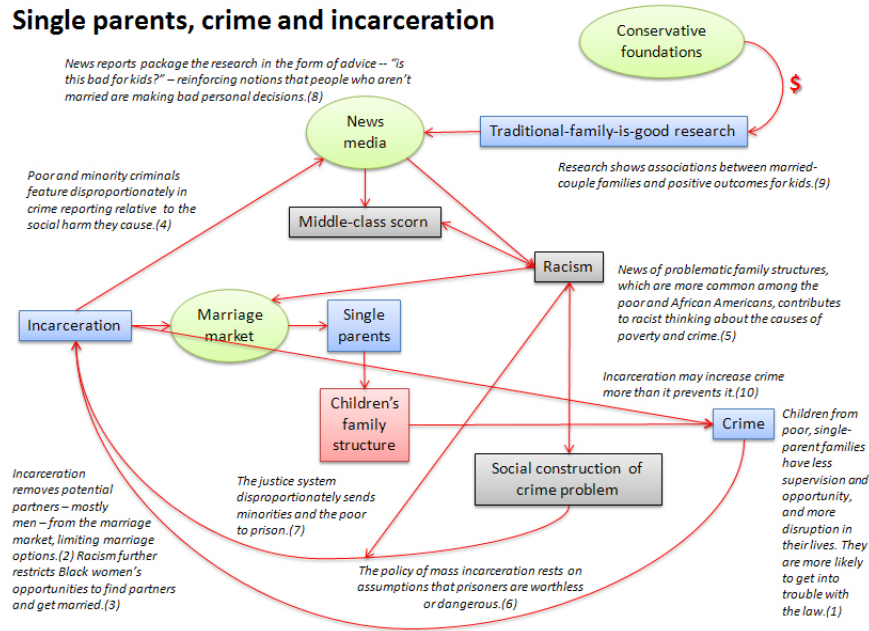 Single parents, crime and incarceration
Conservative
foundations
$
News reports package the research in the form of advice -- “is
this bad for kids?” – reinforcing notions that people who aren’t
married are making bad personal decisions.(8)
News
media
Traditional-family-is-good research
Research shows associations between married-
couple families and positive outcomes for kids.(9)
Poor and minority criminals
feature disproportionately in
crime reporting relative to the
social harm they cause.(4)
Middle-class scorn
Racism
News of problematic family structures,
which are more common among the
poor and African Americans, contributes
to racist thinking about the causes of
poverty and crime.(5)
Incarceration
Marriage
market
Single
parents
Incarceration may increase crime
more than it prevents it.(10)
Children’s
family
structure
Crime
Children from
poor, single-
parent families
have less
supervision and
opportunity,
and more
disruption in
their lives. They
are more likely
to get into
trouble with
the law.(1)
Social construction of
crime problem
The justice system
disproportionately sends
minorities and the poor
to prison.(7)
Incarceration
removes potential
partners – mostly
men – from the marriage
market, limiting marriage
options.(2) Racism further
restricts Black women’s
opportunities to find partners
and get married.(3)
The policy of mass incarceration rests on
assumptions that prisoners are worthless
or dangerous.(6)